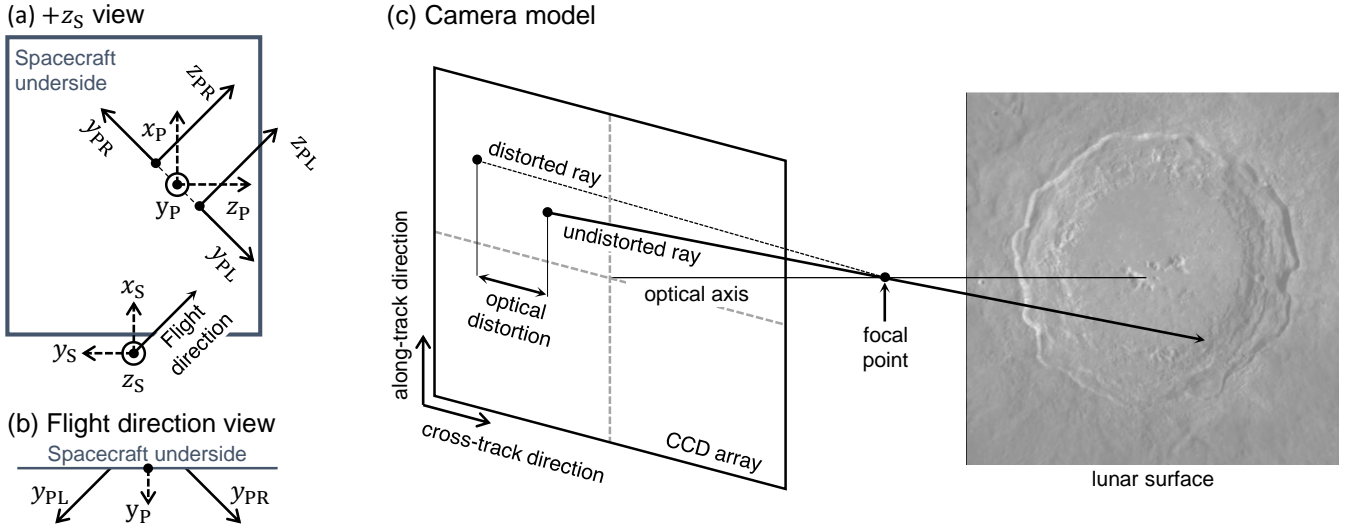 (a) +z_S view
Spacecraft
underside
z_PR
y_PR
x_P
z_PL
y_P
z_P
y_PL
x_S
Flight
direction
y_S
z_S
(b) Flight direction view
Spacecraft underside
y_PL
y_P
y_PR
(c) Camera model
distorted ray
undistorted ray
optical axis
optical
distortion
focal
point
along-track direction
cross-track direction
CCD array
lunar surface